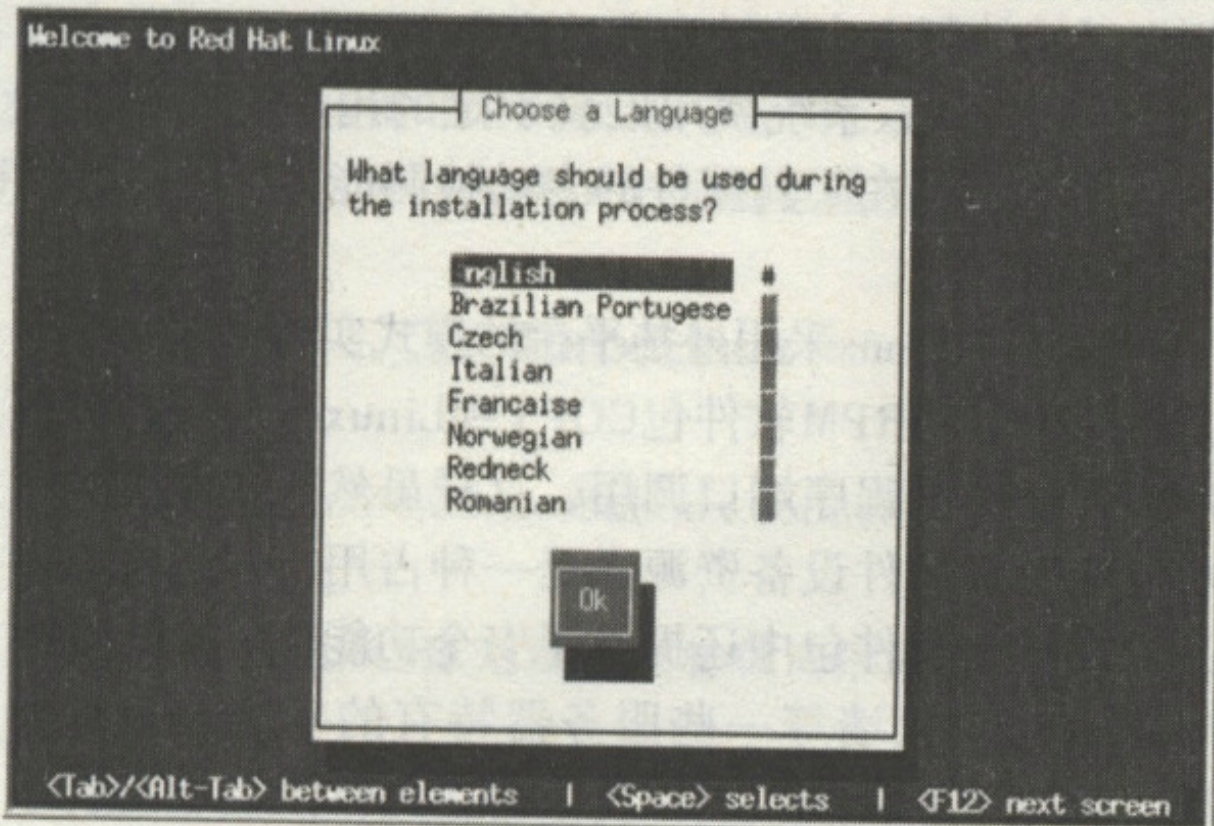 Welcome to Red Hat Linux
Choose a Language
What language should be used during
the installation process?
nglish
Brazilian Portugese
Czech
Italian
Francaise
Norwegian
Redneck
Romanian
Ok
<Tab>/<Alt-Tab> between elements | <Space> selects | <F12> next screen